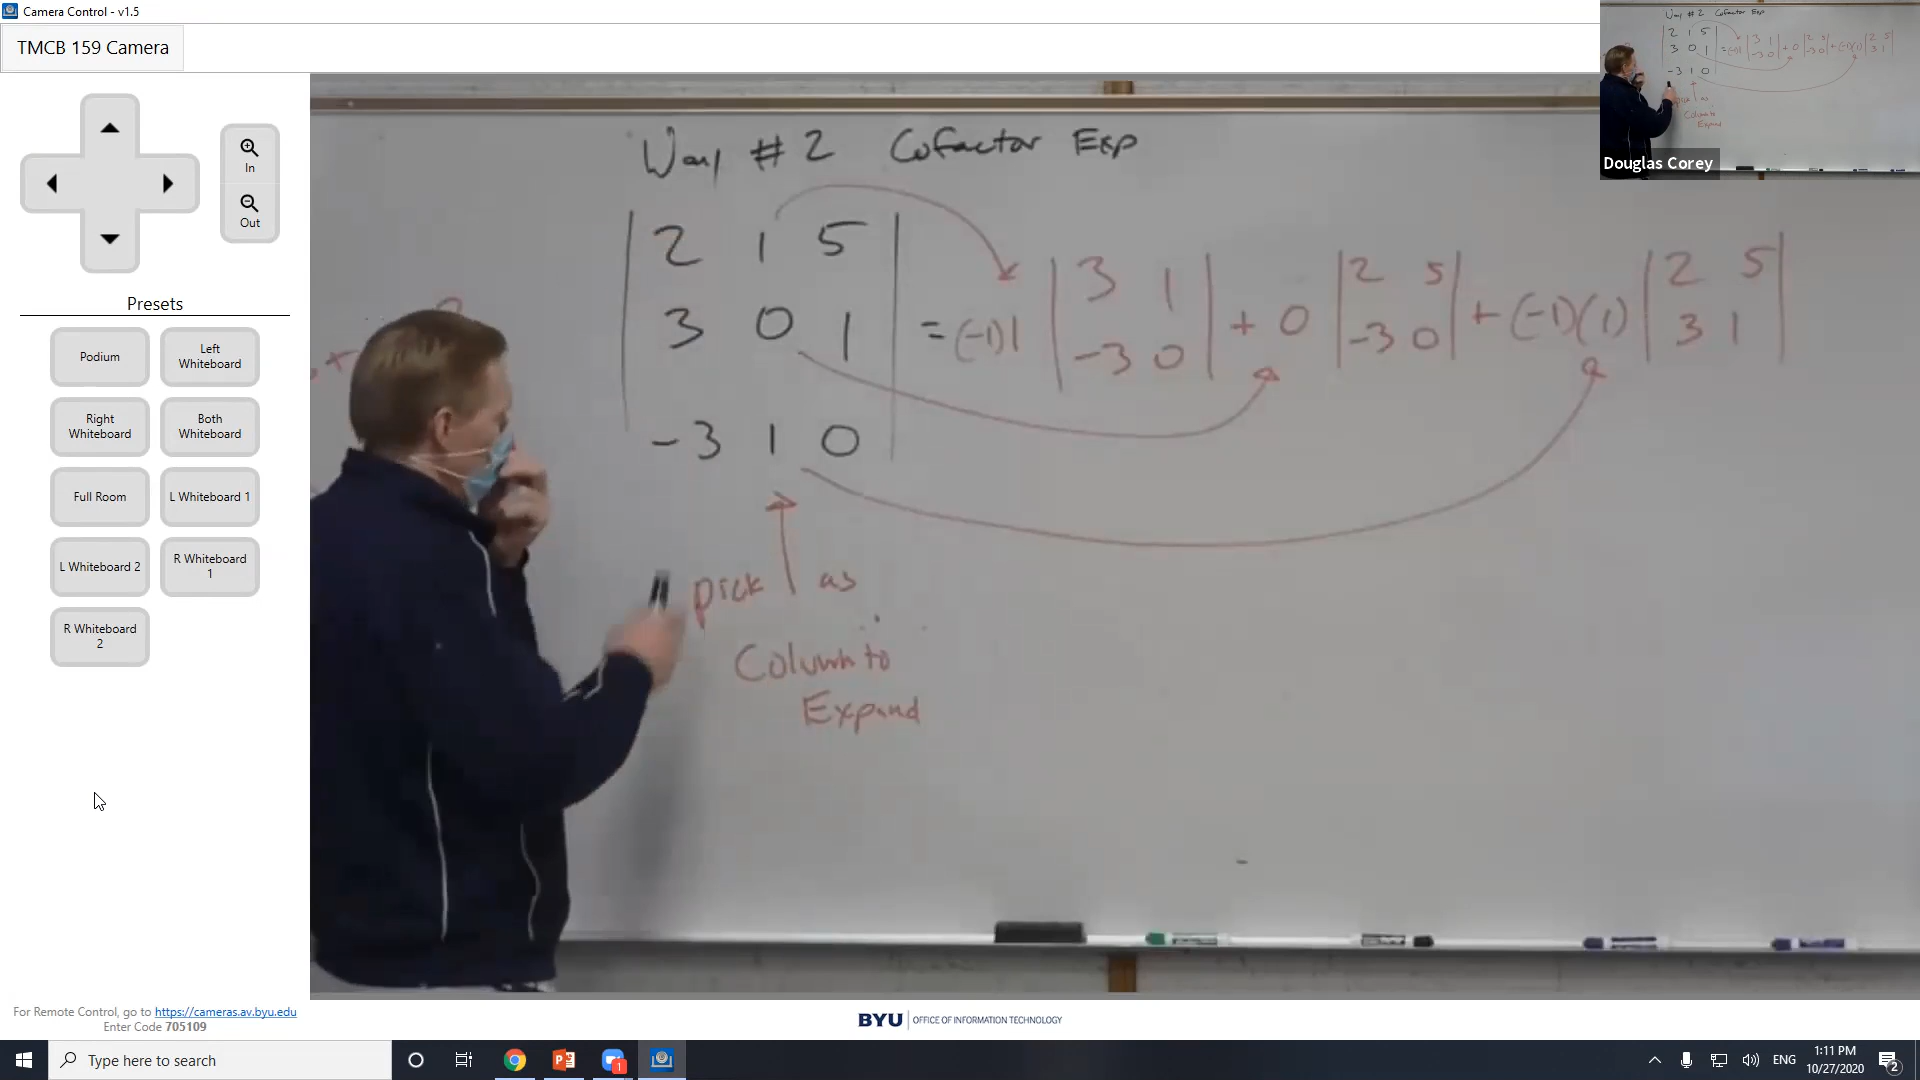 Camera Control - v1.5
TMCB 159 Camera
In
Out
Presets
Podium
Left Whiteboard
Right Whiteboard
Both Whiteboard
Full Room
L Whiteboard 1
L Whiteboard 2
R Whiteboard 1
R Whiteboard 2
For Remote Control, go to https://cameras.av.byu.edu
Enter Code 705109
Way #2 Cofactor Exp
| 2 1 5 |
| 3 0 1 | = (-1)1 | 3 1 | + 0 | 2 5 | + (-1)(1) | 2 5 |
| -3 0 | | -3 0 | | 3 1 |
-3 1 0
pick ↑ as
Column to
Expand
Douglas Corey
BYU | OFFICE OF INFORMATION TECHNOLOGY
Type here to search
1
ENG
1:11 PM
10/27/2020
2